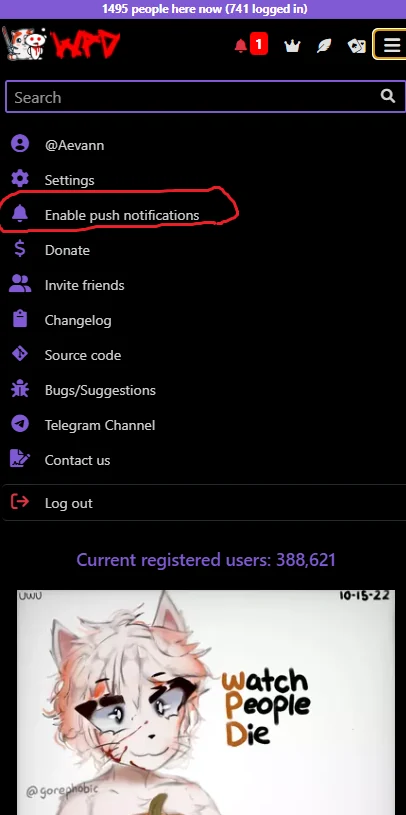 1495 people here now (741 logged in)
WPD
1
Search
@Aevann
Settings
Enable push notifications
Donate
Invite friends
Changelog
Source code
Bugs/Suggestions
Telegram Channel
Contact us
Log out
Current registered users: 388,621
UWU
10-15-22
Watch
People
Die
@gorephobic